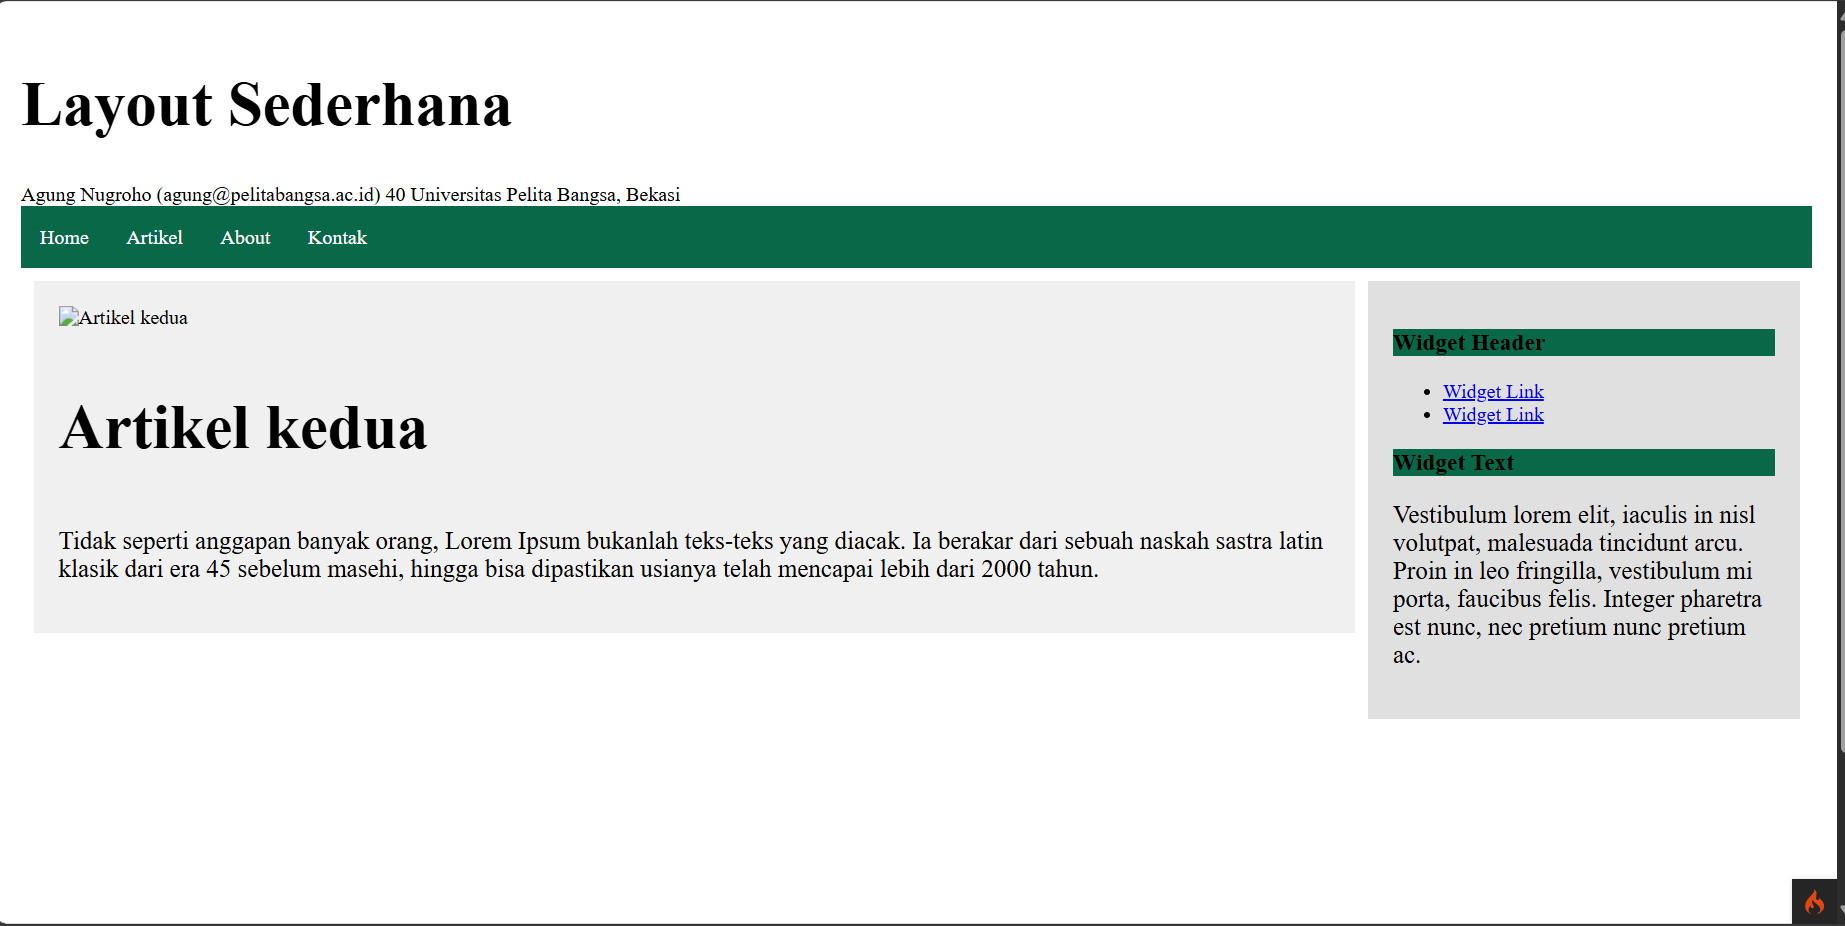 Layout Sederhana
Agung Nugroho (agung@pelitabangsa.ac.id) 40 Universitas Pelita Bangsa, Bekasi
Home Artikel About Kontak
Artikel kedua
Artikel kedua
Tidak seperti anggapan banyak orang, Lorem Ipsum bukanlah teks-teks yang diacak. Ia berakar dari sebuah naskah sastra latin
klasik dari era 45 sebelum masehi, hingga bisa dipastikan usianya telah mencapai lebih dari 2000 tahun.
Widget Header
Widget Link
Widget Link
Widget Text
Vestibulum lorem elit, iaculis in nisl
volutpat, malesuada tincidunt arcu.
Proin in leo fringilla, vestibulum mi
porta, faucibus felis. Integer pharetra
est nunc, nec pretium nunc pretium
ac.